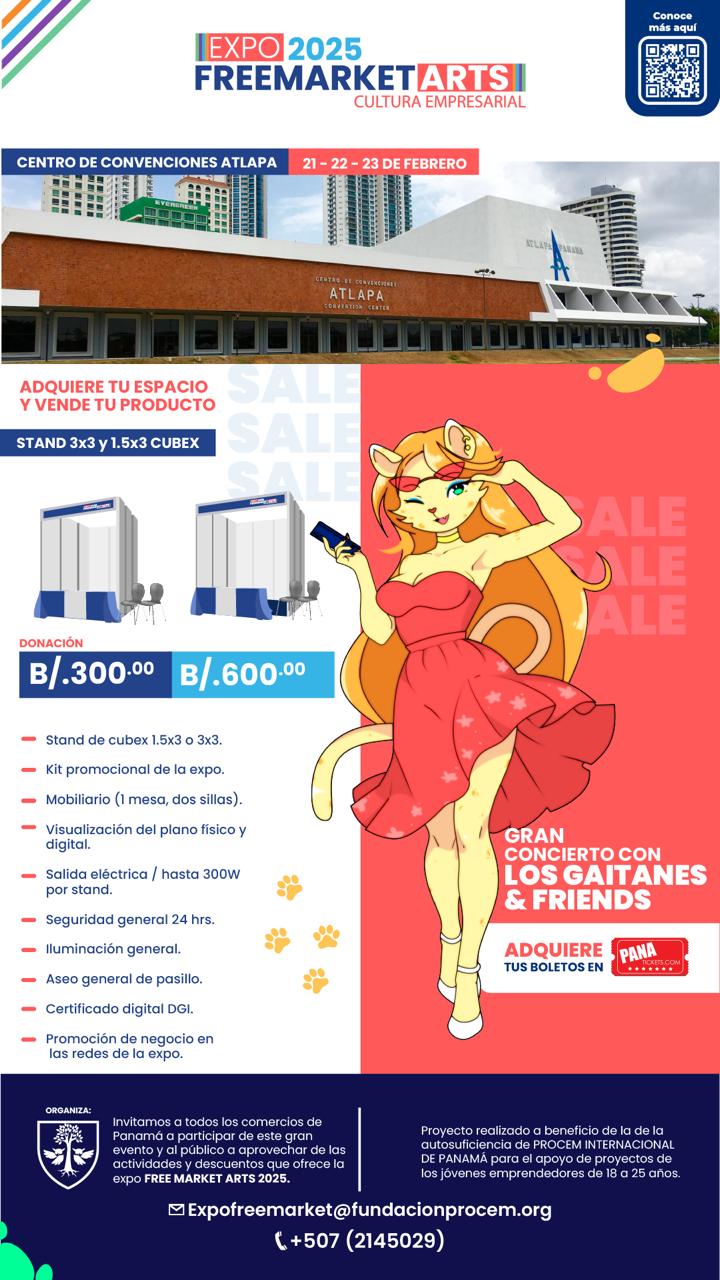 Conoce
más aquí
EXPO 2025
FREEMARKET ARTS
CULTURA EMPRESARIAL
CENTRO DE CONVENCIONES ATLAPA
21 - 22 - 23 DE FEBRERO
EVERGREEN
ATLAPA PANAMA
CENTRO DE CONVENCIONES
ATLAPA
CONVENTION CENTER
ADQUIERE TU ESPACIO
Y VENDE TU PRODUCTO
SALE
SALE
SALE
STAND 3x3 y 1.5x3 CUBEX
SALE
SALE
SALE
DONACIÓN
B/.300.00
B/.600.00
Stand de cubex 1.5x3 o 3x3.
Kit promocional de la expo.
Mobiliario (1 mesa, dos sillas).
Visualización del plano físico y
digital.
Salida eléctrica / hasta 300W
por stand.
Seguridad general 24 hrs.
Iluminación general.
Aseo general de pasillo.
Certificado digital DGI.
Promoción de negocio en
las redes de la expo.
GRAN
CONCIERTO CON
LOS GAITANES
& FRIENDS
ADQUIERE
TUS BOLETOS EN
PANA
TICKETS.COM
ORGANIZA:
Invitamos a todos los comercios de
Panamá a participar de este gran
evento y al público a aprovechar de las
actividades y descuentos que ofrece la
expo FREE MARKET ARTS 2025.
Proyecto realizado a beneficio de la de la
autosuficiencia de PROCEM INTERNACIONAL
DE PANAMÁ para el apoyo de proyectos de
los jóvenes emprendedores de 18 a 25 años.
Expofreemarket@fundacionprocem.org
+507 (2145029)